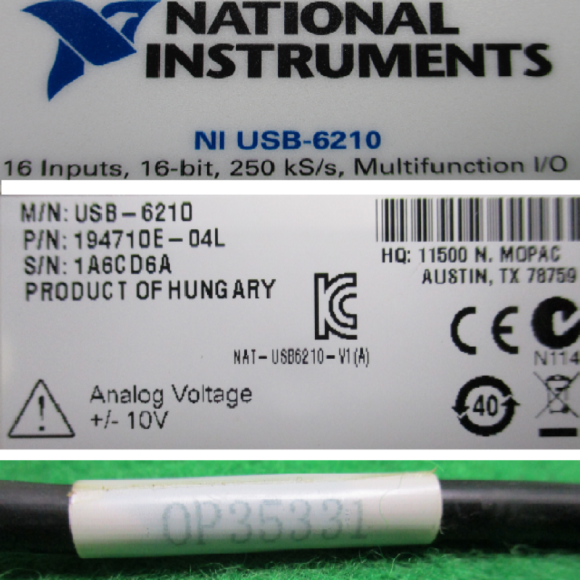 NATIONAL
INSTRUMENTS
NI USB-6210
16 Inputs, 16-bit, 250 kS/s, Multifunction I/O
M/N: USB-6210
P/N: 194710E-04L
S/N: 1A6CD6A
PRODUCT OF HUNGARY
HQ: 11500 N. MOPAC
AUSTIN, TX 78759
NAT-USB6210-V1(A)
CE
N114
Analog Voltage
+/- 10V
40
OP35331